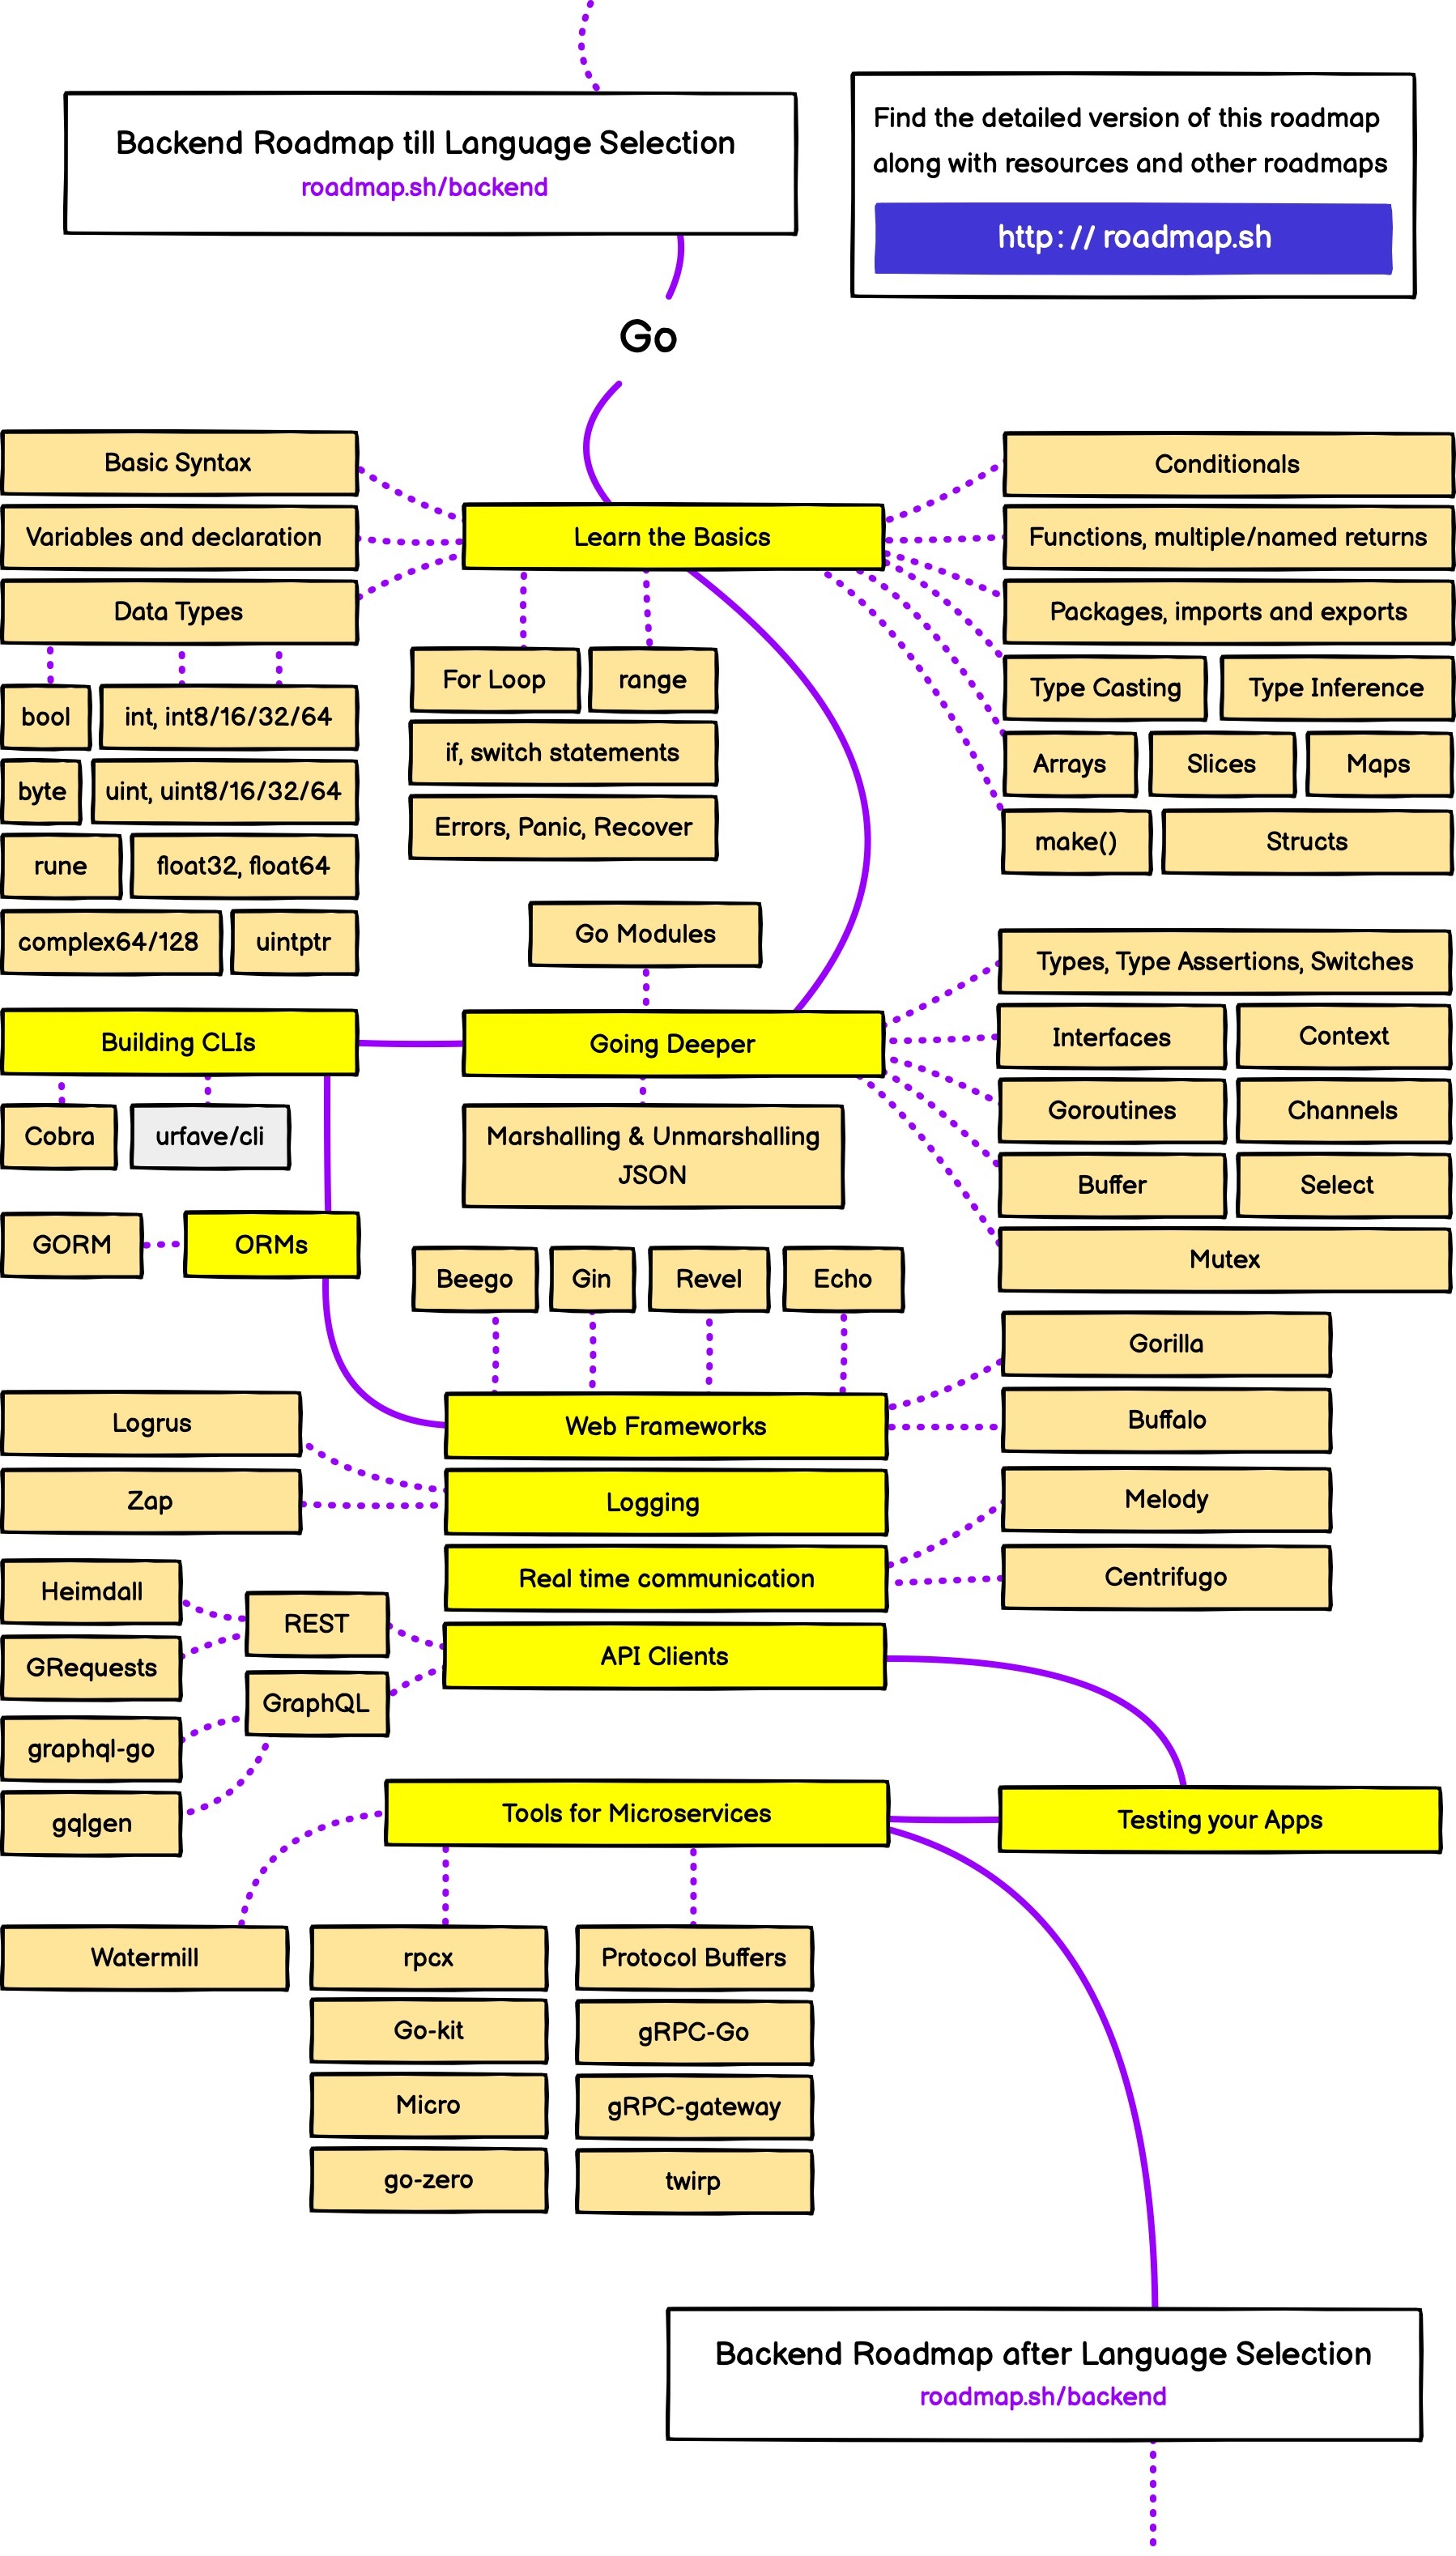 Backend Roadmap till Language Selection
roadmap.sh/backend
Find the detailed version of this roadmap
along with resources and other roadmaps
http://roadmap.sh
Go
Basic Syntax
Variables and declaration
Data Types
bool
int, int8/16/32/64
byte
uint, uint8/16/32/64
rune
float32, float64
complex64/128
uintptr
Learn the Basics
For Loop
range
if, switch statements
Errors, Panic, Recover
Conditionals
Functions, multiple/named returns
Packages, imports and exports
Type Casting
Type Inference
Arrays
Slices
Maps
make()
Structs
Go Modules
Going Deeper
Marshalling & Unmarshalling
JSON
Types, Type Assertions, Switches
Interfaces
Context
Goroutines
Channels
Buffer
Select
Mutex
Building CLIs
Cobra
urfave/cli
GORM
ORMs
Beego
Gin
Revel
Echo
Web Frameworks
Gorilla
Buffalo
Logrus
Zap
Logging
Real time communication
Melody
Centrifugo
Heimdall
GRequests
REST
GraphQL
graphql-go
gqlgen
API Clients
Tools for Microservices
Testing your Apps
Watermill
rpcx
Go-kit
Micro
go-zero
Protocol Buffers
gRPC-Go
gRPC-gateway
twirp
Backend Roadmap after Language Selection
roadmap.sh/backend